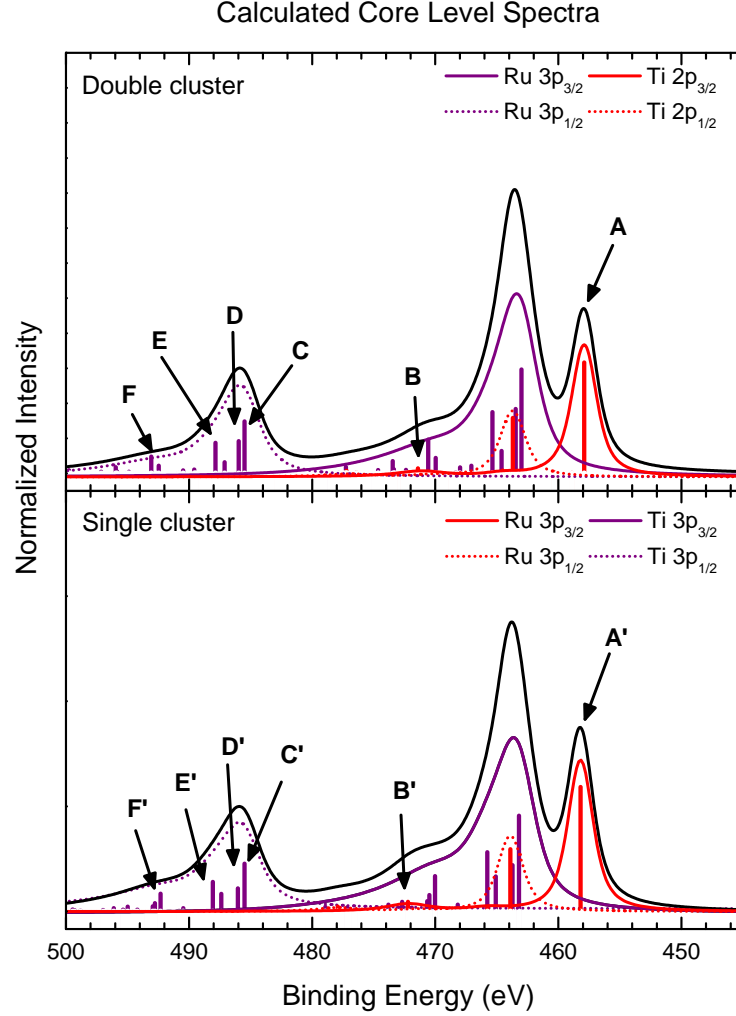 Calculated Core Level Spectra
Double cluster
Ru 3p3/2 Ti 2p3/2
Ru 3p1/2 Ti 2p1/2
A
B
C
D
E
F
Single cluster
Ru 3p3/2 Ti 3p3/2
Ru 3p1/2 Ti 3p1/2
A'
B'
C'
D'
E'
F'
Normalized Intensity
500 490 480 470 460 450
Binding Energy (eV)